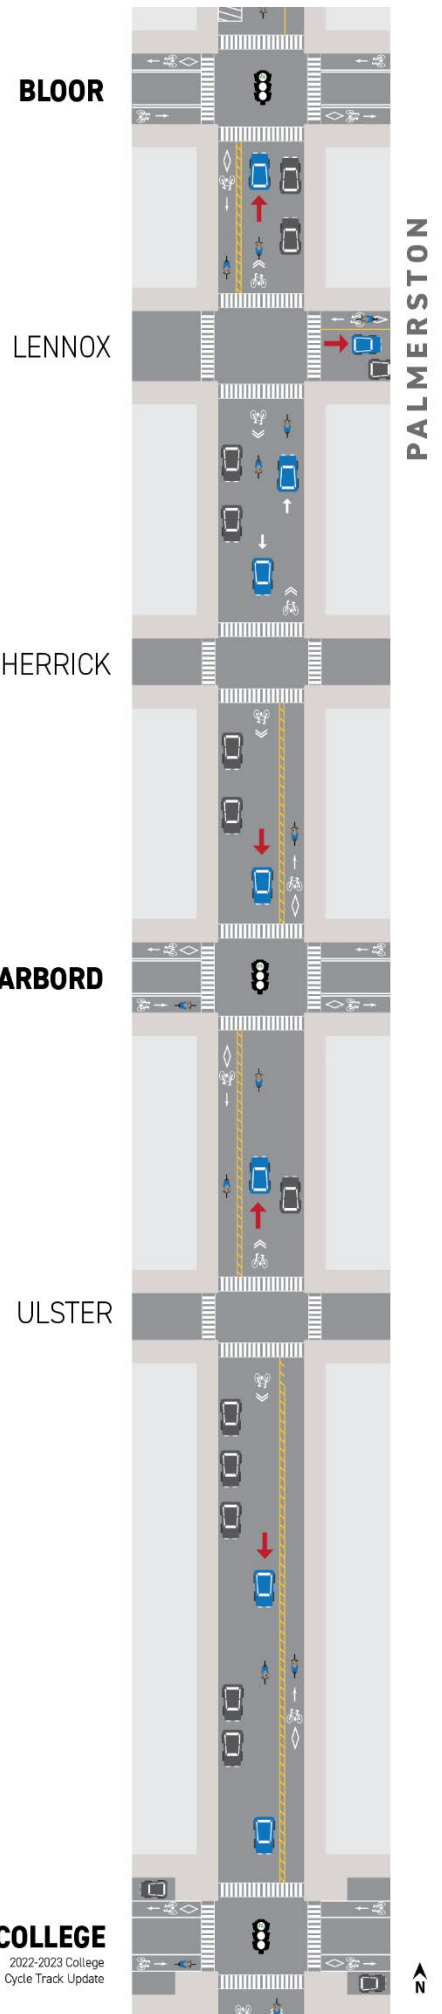 BLOOR
PALMERSTON
LENNOX
HERRICK
ARBORD
ULSTER
COLLEGE
2022-2023 College
Cycle Track Update
N